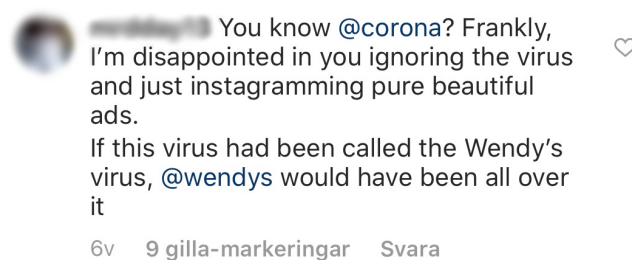 You know @corona? Frankly,
I'm disappointed in you ignoring the virus
and just instagramming pure beautiful
ads.
If this virus had been called the Wendy's
virus, @wendys would have been all over
it
6v 9 gilla-markeringar Svara